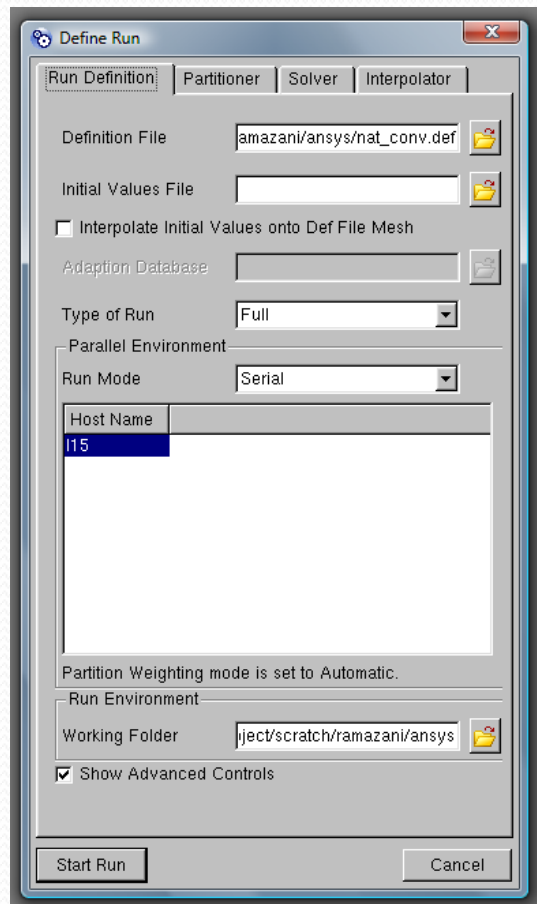 Define Run
Run Definition Partitioner Solver Interpolator
Definition File amazani/ansys/nat_conv.def
Initial Values File
Interpolate Initial Values onto Def File Mesh
Adaption Database
Type of Run Full
Parallel Environment
Run Mode Serial
Host Name
l15
Partition Weighting mode is set to Automatic.
Run Environment
Working Folder oject/scratch/ramazani/ansys
Show Advanced Controls
Start Run Cancel